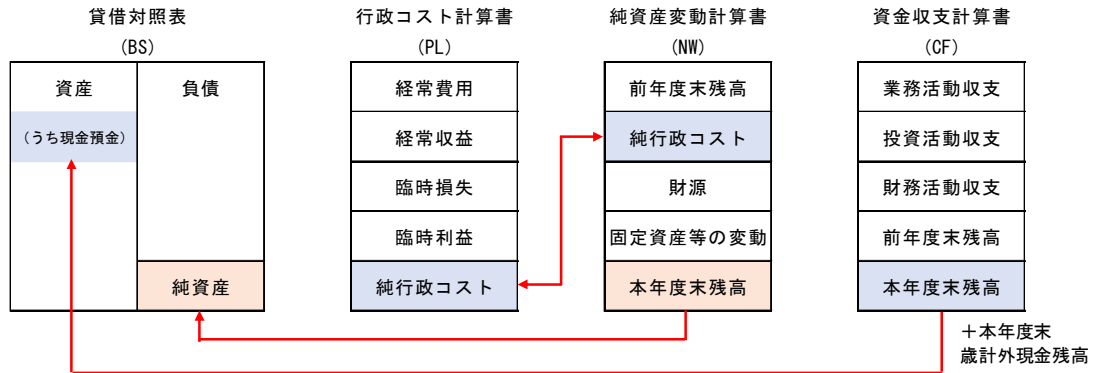 貸借対照表
(BS)
資産
負債
(うち現金預金)
純資産
行政コスト計算書
(PL)
経常費用
経常収益
臨時損失
臨時利益
純行政コスト
純資産変動計算書
(NW)
前年度末残高
純行政コスト
財源
固定資産等の変動
本年度末残高
資金収支計算書
(CF)
業務活動収支
投資活動収支
財務活動収支
前年度末残高
本年度末残高
＋本年度末
歳計外現金残高